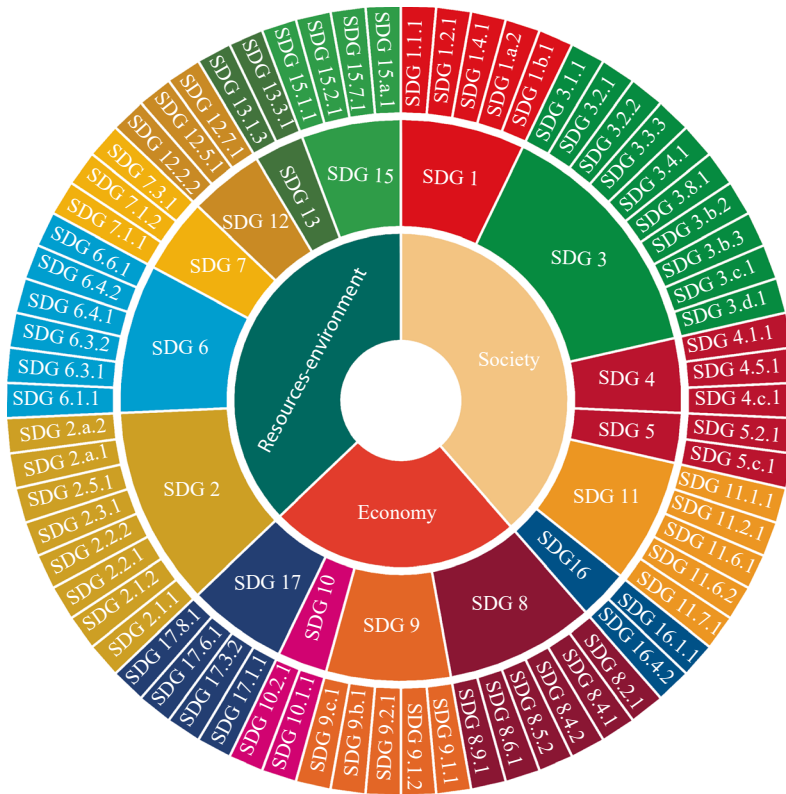 Society
Economy
Resources-environment
SDG 1
SDG 3
SDG 4
SDG 5
SDG 11
SDG16
SDG 8
SDG 9
SDG 10
SDG 17
SDG 2
SDG 6
SDG 7
SDG 12
SDG 13
SDG 15
SDG 1.1.1
SDG 1.2.1
SDG 1.4.1
SDG 1.a.2
SDG 1.b.1
SDG 3.1.1
SDG 3.2.1
SDG 3.2.2
SDG 3.3.3
SDG 3.4.1
SDG 3.8.1
SDG 3.b.2
SDG 3.b.3
SDG 3.c.1
SDG 3.d.1
SDG 4.1.1
SDG 4.5.1
SDG 4.c.1
SDG 5.2.1
SDG 5.c.1
SDG 11.1.1
SDG 11.2.1
SDG 11.6.1
SDG 11.6.2
SDG 11.7.1
SDG 16.1.1
SDG 16.4.2
SDG 8.2.1
SDG 8.4.1
SDG 8.4.2
SDG 8.5.2
SDG 8.6.1
SDG 8.9.1
SDG 9.1.1
SDG 9.1.2
SDG 9.2.1
SDG 9.b.1
SDG 9.c.1
SDG 10.1.1
SDG 10.2.1
SDG 17.1.1
SDG 17.3.2
SDG 17.6.1
SDG 17.8.1
SDG 2.1.1
SDG 2.1.2
SDG 2.2.1
SDG 2.2.2
SDG 2.3.1
SDG 2.5.1
SDG 2.a.1
SDG 2.a.2
SDG 6.1.1
SDG 6.3.1
SDG 6.3.2
SDG 6.4.1
SDG 6.4.2
SDG 6.6.1
SDG 7.1.1
SDG 7.1.2
SDG 7.3.1
SDG 12.2.2
SDG 12.5.1
SDG 12.7.1
SDG 13.1.3
SDG 13.3.1
SDG 15.1.1
SDG 15.2.1
SDG 15.7.1
SDG 15.a.1